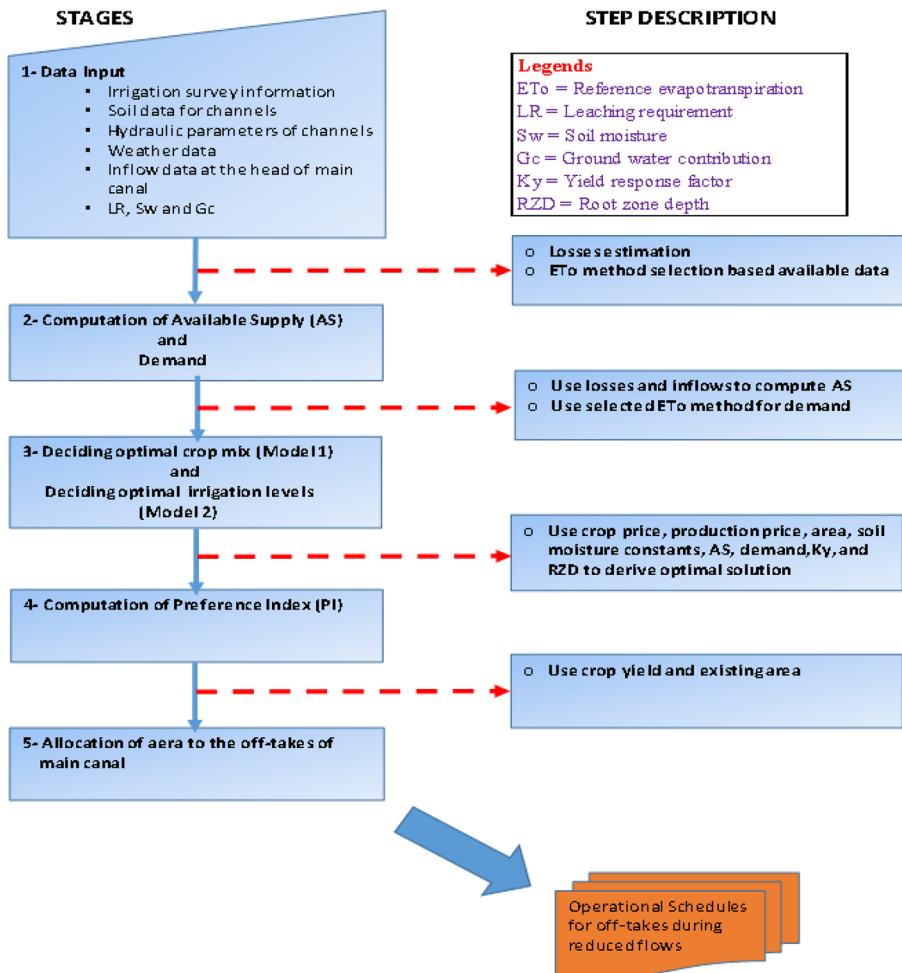 STAGES
STEP DESCRIPTION
1- Data Input
▪ Irrigation survey information
▪ Soil data for channels
▪ Hydraulic parameters of channels
▪ Weather data
▪ Inflow data at the head of main
canal
▪ LR, Sw and Gc
Legends
ETo = Reference evapotranspiration
LR = Leaching requirement
Sw = Soil moisture
Gc = Ground water contribution
Ky = Yield response factor
RZD = Root zone depth
o Losses estimation
o ETo method selection based available data
2- Computation of Available Supply (AS)
and
Demand
o Use losses and inflows to compute AS
o Use selected ETo method for demand
3- Deciding optimal crop mix (Model 1)
and
Deciding optimal irrigation levels
(Model 2)
o Use crop price, production price, area, soil
moisture constants, AS, demand,Ky, and
RZD to derive optimal solution
4- Computation of Preference Index (PI)
o Use crop yield and existing area
5- Allocation of aera to the off-takes of
main canal
Operational Schedules
for off-takes during
reduced flows